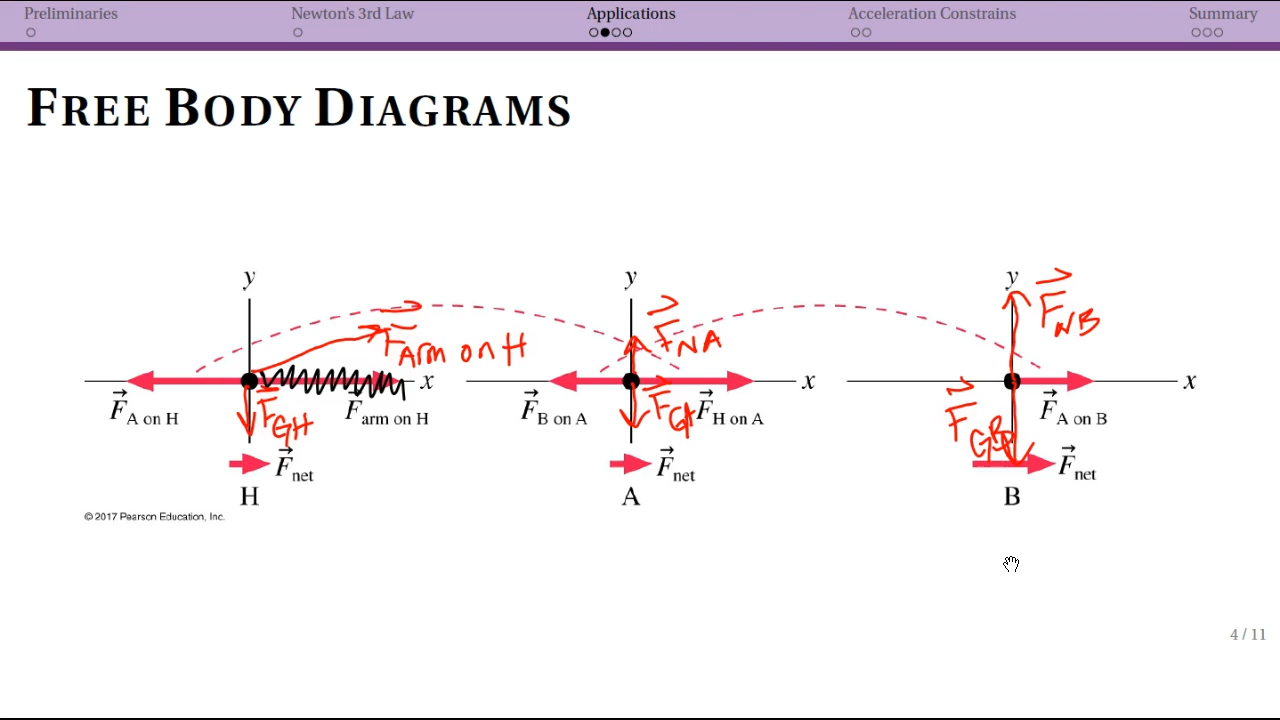 Preliminaries Newton's 3rd Law Applications Acceleration Constrains Summary
FREE BODY DIAGRAMS
y y y
F NB
F Arm on H F NA
x x x
F GH F GA F GB
F A on H F arm on H F B on A F H on A F A on B
F net F net F net
H A B
© 2017 Pearson Education, Inc.
4 / 11